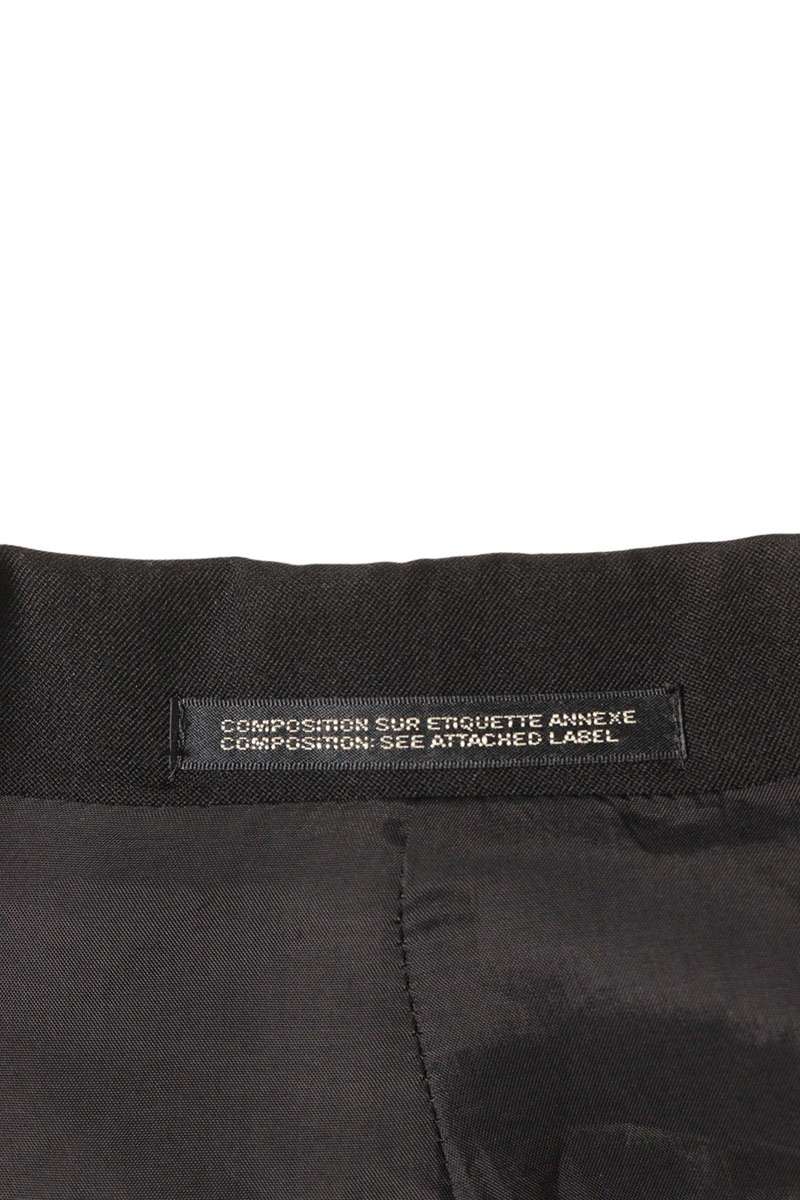 COMPOSITION SUR ETIQUETTE ANNEXE
COMPOSITION: SEE ATTACHED LABEL